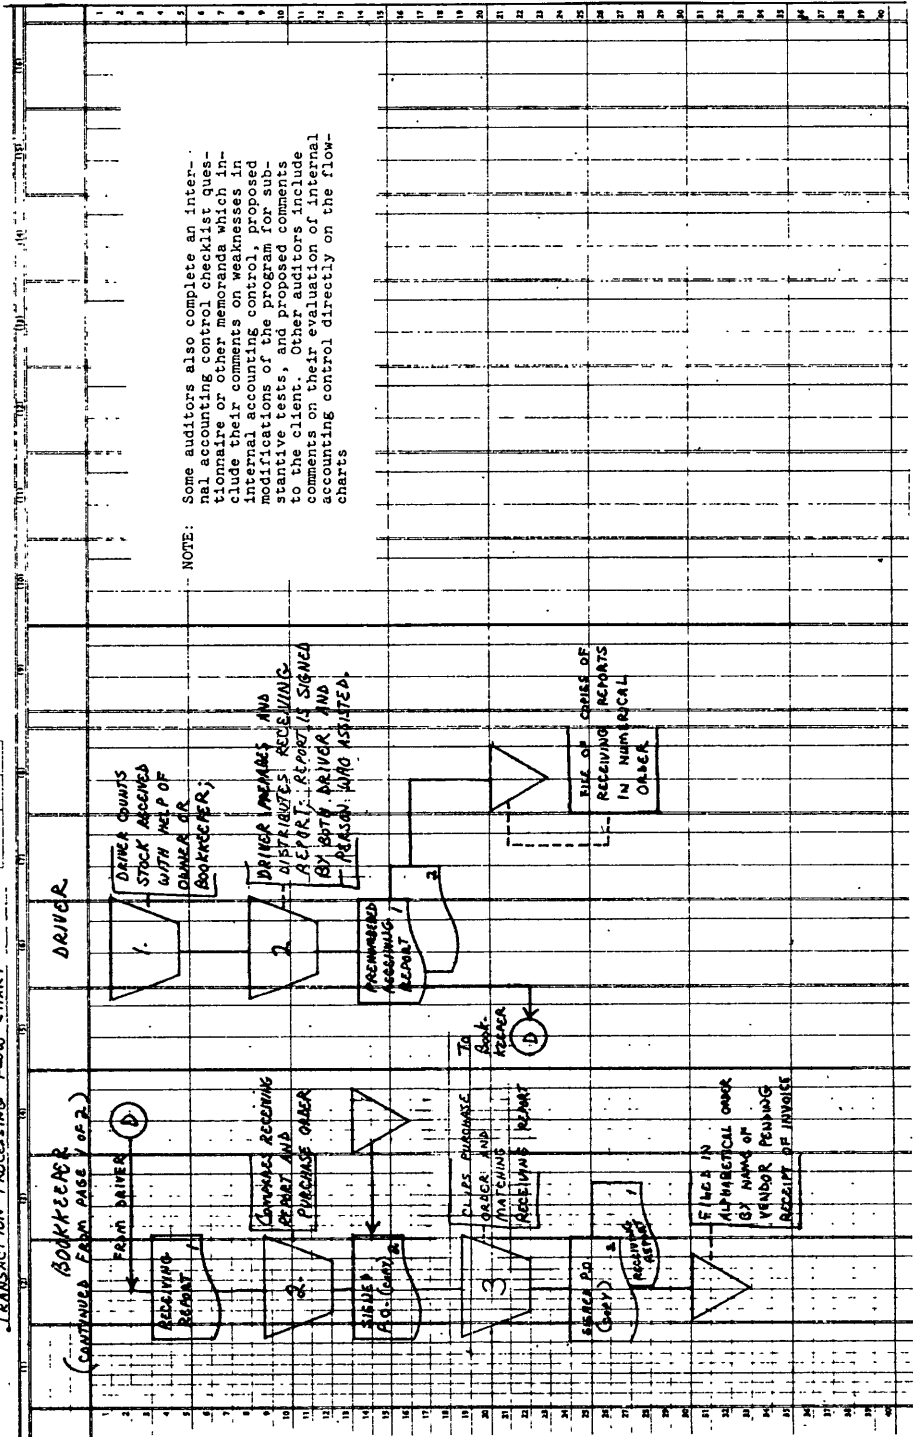 TRANSACTION PROCESSING FLOW CHART
BOOKKEEPER
(CONTINUED FROM PAGE 1 OF 2)
FROM DRIVER
D
RECEIVING
REPORT
1
2.
COMPARES RECEIVING
REPORT AND
PURCHASE ORDER
SIGNED
P.O. (COPY)
2
3
CLIPS PURCHASE
ORDER AND
MATCHING
RECEIVING REPORT
SIGNED P.O.
(COPY)
2
RECEIVING
REPORT
1
FILED IN
ALPHABETICAL ORDER
BY NAME OF
VENDOR PENDING
RECEIPT OF INVOICE
DRIVER
1.
DRIVER COUNTS
STOCK RECEIVED
WITH HELP OF
OWNER OR
BOOKKEEPER;
2
DRIVER PREPARES AND
DISTRIBUTES RECEIVING
REPORT. REPORT IS SIGNED
BY BOTH DRIVER AND
PERSON WHO ASSISTED.
PRENUMBERED
RECEIVING
REPORT
1
2
TO
BOOK-
KEEPER
D
FILE OF COPIES OF
RECEIVING REPORTS
IN NUMERICAL
ORDER
NOTE: Some auditors also complete an inter-
nal accounting control checklist ques-
tionnaire or other memoranda which in-
clude their comments on weaknesses in
internal accounting control, proposed
modifications of the program for sub-
stantive tests, and proposed comments
to the client. Other auditors include
comments on their evaluation of internal
accounting control directly on the flow-
charts